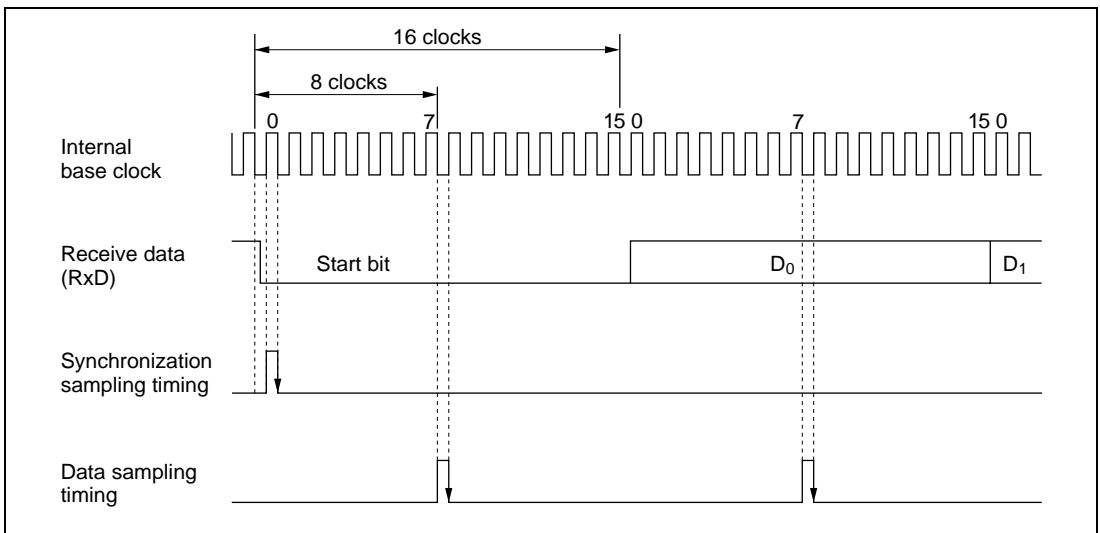 16 clocks
8 clocks
0 7 15 0 7 15 0
Internal
base clock
Receive data
(RxD)
Start bit D0 D1
Synchronization
sampling timing
Data sampling
timing